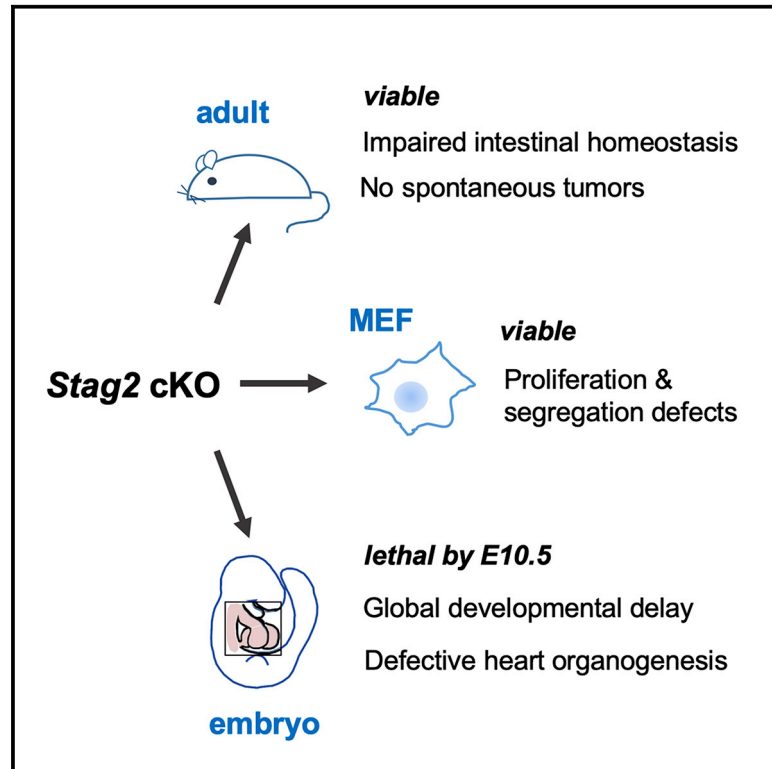 adult
viable
Impaired intestinal homeostasis
No spontaneous tumors
MEF
viable
Proliferation &
segregation defects
Stag2 cKO
lethal by E10.5
Global developmental delay
Defective heart organogenesis
embryo